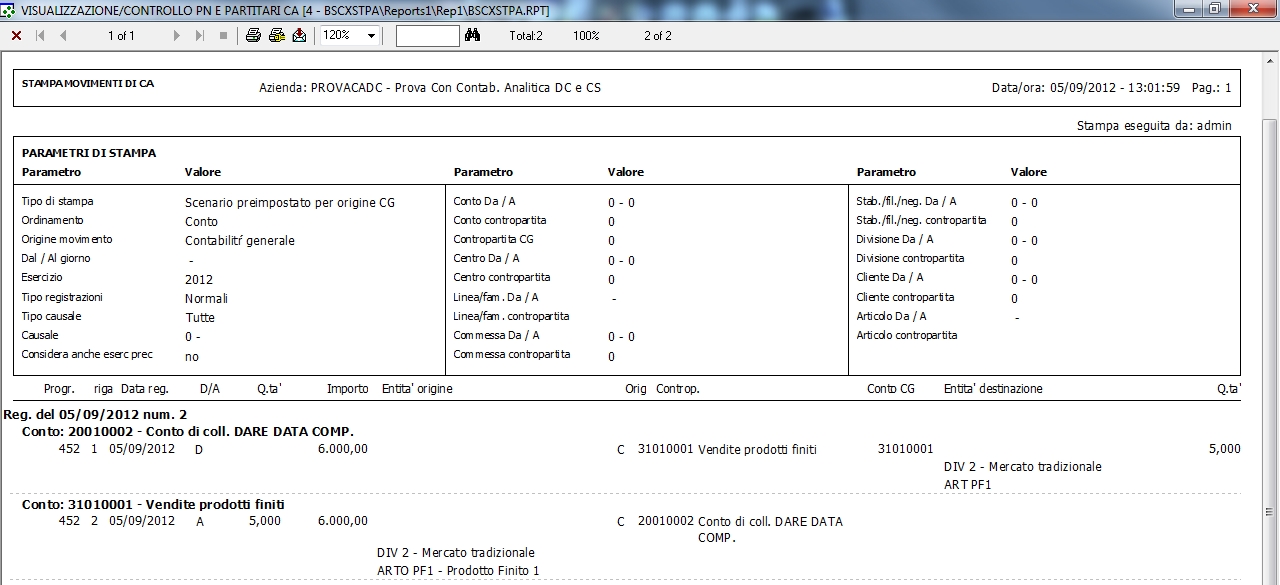 VISUALIZZAZIONE/CONTROLLO PN E PARTITARI CA [4 - BSCXSTPA\Reports1\Rep1\BSCXSTPA.RPT]
1 of 1 120% Total:2 100% 2 of 2
STAMPA MOVIMENTI DI CA Azienda: PROVACADC - Prova Con Contab. Analitica DC e CS Data/ora: 05/09/2012 - 13:01:59 Pag.: 1
Stampa eseguita da: admin
PARAMETRI DI STAMPA
Parametro Valore Parametro Valore Parametro Valore
Tipo di stampa Scenario preimpostato per origine CG Conto Da / A 0 - 0 Stab./fil./neg. Da / A 0 - 0
Ordinamento Conto Conto contropartita 0 Stab./fil./neg. contropartita 0
Origine movimento Contabilitŕ generale Contropartita CG 0 Divisione Da / A 0 - 0
Dal / Al giorno - Centro Da / A 0 - 0 Divisione contropartita 0
Esercizio 2012 Centro contropartita 0 Cliente Da / A 0 - 0
Tipo registrazioni Normali Linea/fam. Da / A - Cliente contropartita 0
Tipo causale Tutte Linea/fam. contropartita Articolo Da / A -
Causale 0 - Commessa Da / A 0 - 0 Articolo contropartita
Considera anche eserc prec no Commessa contropartita 0
Progr. riga Data reg. D/A Q.ta' Importo Entita' origine Orig Controp. Conto CG Entita' destinazione Q.ta'
Reg. del 05/09/2012 num. 2
Conto: 20010002 - Conto di coll. DARE DATA COMP.
452 1 05/09/2012 D 6.000,00 C 31010001 Vendite prodotti finiti 31010001 5,000
DIV 2 - Mercato tradizionale
ART PF1
Conto: 31010001 - Vendite prodotti finiti
452 2 05/09/2012 A 5,000 6.000,00 C 20010002 Conto di coll. DARE DATA
COMP.
DIV 2 - Mercato tradizionale
ARTO PF1 - Prodotto Finito 1